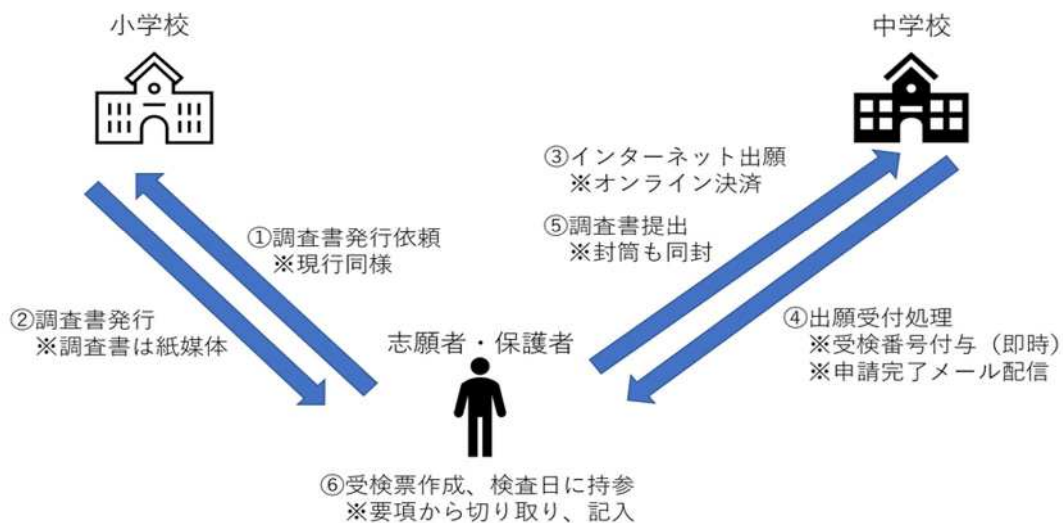 小学校
中学校
①調査書発行依頼
※現行同様
②調査書発行
※調査書は紙媒体
③インターネット出願
※オンライン決済
⑤調査書提出
※封筒も同封
④出願受付処理
※受検番号付与（即時）
※申請完了メール配信
志願者・保護者
⑥受検票作成、検査日に持参
※要項から切り取り、記入